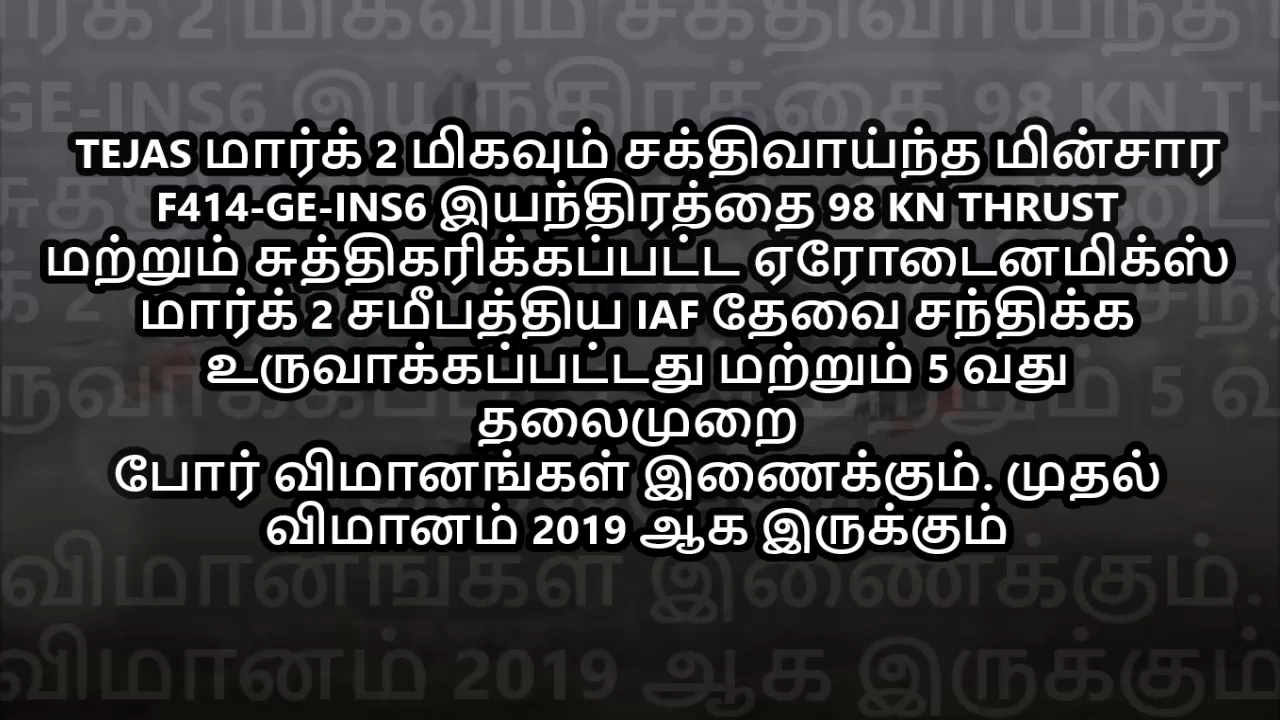 TEJAS மார்க் 2 மிகவும் சக்திவாய்ந்த மின்சார
F414-GE-INS6 இயந்திரத்தை 98 KN THRUST
மற்றும் சுத்திகரிக்கப்பட்ட ஏரோடைனமிக்ஸ்
மார்க் 2 சமீபத்திய IAF தேவை சந்திக்க
உருவாக்கப்பட்டது மற்றும் 5 வது
தலைமுறை
போர் விமானங்கள் இணைக்கும். முதல்
விமானம் 2019 ஆக இருக்கும்